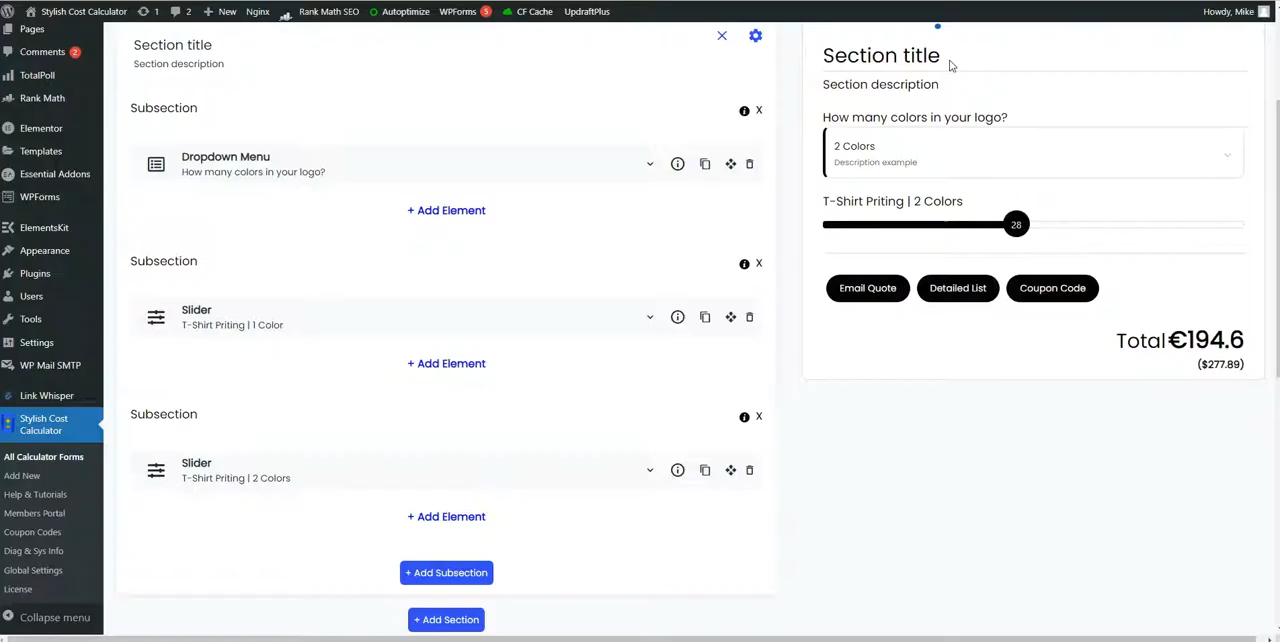 Stylish Cost Calculator 1 2 New Nginx Rank Math SEO Autoptimize WPForms 5 CF Cache UpdraftPlus Howdy, Mike
Pages
Comments 2
TotalPoll
Rank Math
Elementor
Templates
Essential Addons
WPForms
ElementsKit
Appearance
Plugins
Users
Tools
Settings
WP Mail SMTP
Link Whisper
Stylish Cost
Calculator
All Calculator Forms
Add New
Help & Tutorials
Members Portal
Coupon Codes
Diag & Sys Info
Global Settings
License
Collapse menu
Section title
Section description
Subsection
X
Dropdown Menu
How many colors in your logo?
+ Add Element
Subsection
X
Slider
T-Shirt Priting | 1 Color
+ Add Element
Subsection
X
Slider
T-Shirt Priting | 2 Colors
+ Add Element
+ Add Subsection
+ Add Section
Section title
Section description
How many colors in your logo?
2 Colors
Description example
T-Shirt Priting | 2 Colors
28
Email Quote Detailed List Coupon Code
Total €194.6
($277.89)